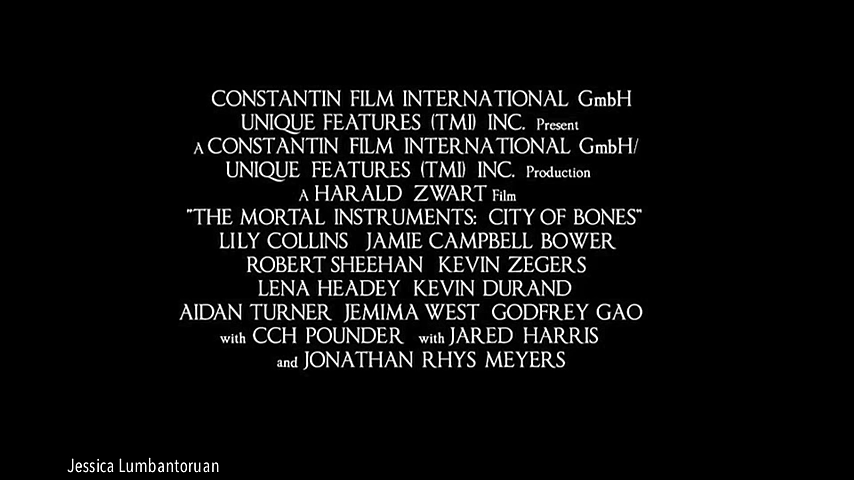 CONSTANTIN FILM INTERNATIONAL GmbH
UNIQUE FEATURES (TMI) INC. Present
A CONSTANTIN FILM INTERNATIONAL GmbH/
UNIQUE FEATURES (TMI) INC. Production
A HARALD ZWART Film
"THE MORTAL INSTRUMENTS: CITY OF BONES"
LILY COLLINS JAMIE CAMPBELL BOWER
ROBERT SHEEHAN KEVIN ZEGERS
LENA HEADEY KEVIN DURAND
AIDAN TURNER JEMIMA WEST GODFREY GAO
with CCH POUNDER with JARED HARRIS
and JONATHAN RHYS MEYERS
Jessica Lumbantoruan